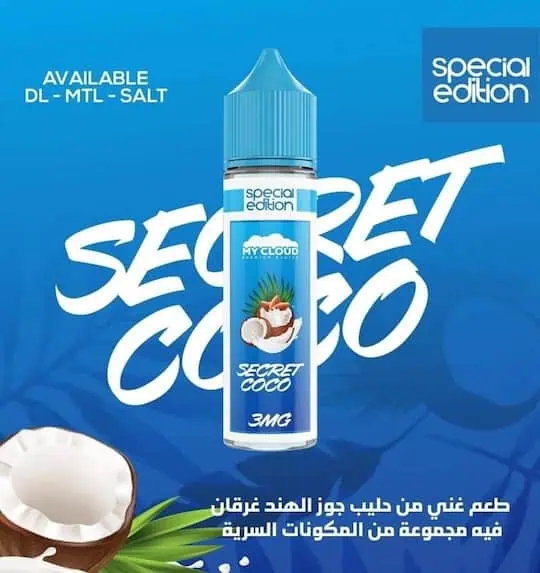 AVAILABLE
DL - MTL - SALT
special
edition
SECRET
COCO
special
edition
MY CLOUD
SECRET
COCO
3MG
طعم غني من حليب جوز الهند غرقان
فيه مجموعة من المكونات السرية